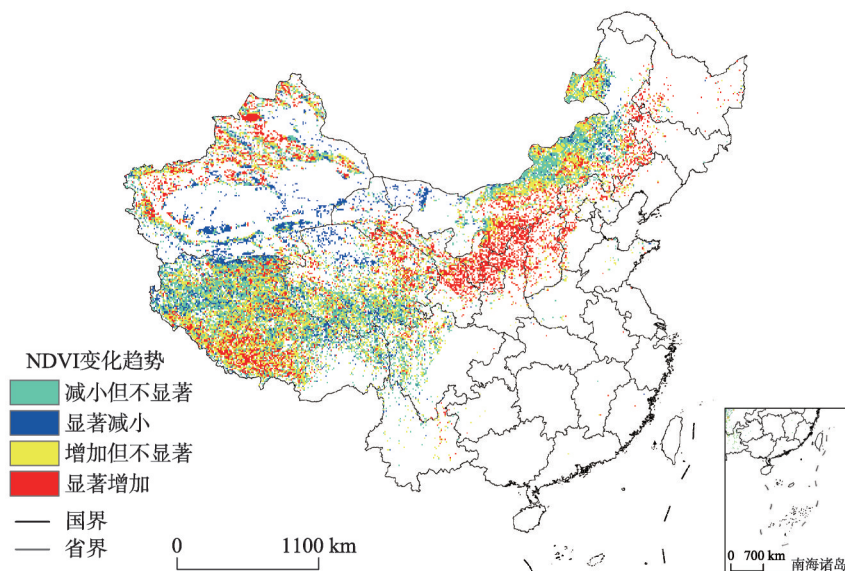 NDVI变化趋势
减小但不显著
显著减小
增加但不显著
显著增加
国界
省界
0 1100 km
0 700 km
南海诸岛